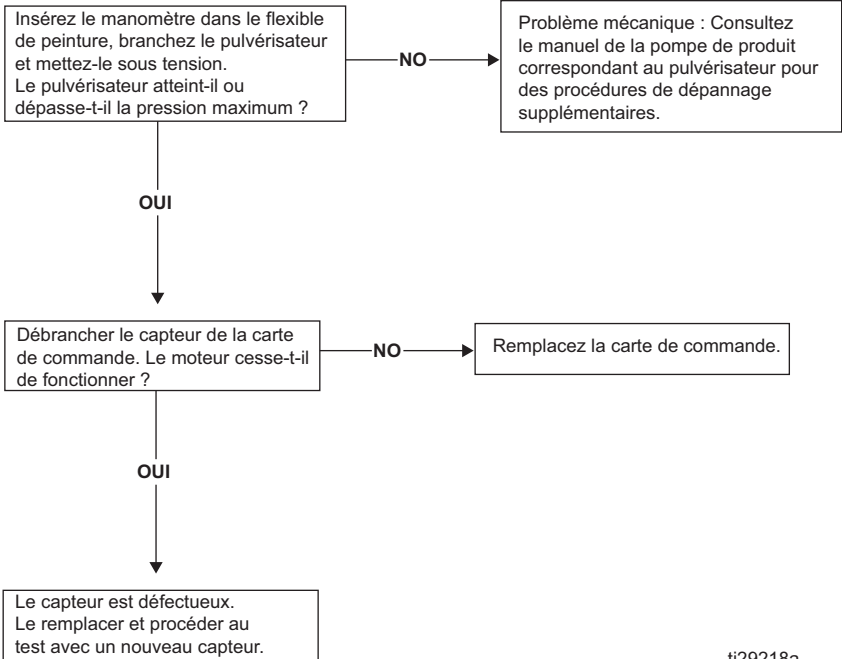 Insérez le manomètre dans le flexible
de peinture, branchez le pulvérisateur
et mettez-le sous tension.
Le pulvérisateur atteint-il ou
dépasse-t-il la pression maximum ?
NO
Problème mécanique : Consultez
le manuel de la pompe de produit
correspondant au pulvérisateur pour
des procédures de dépannage
supplémentaires.
OUI
Débrancher le capteur de la carte
de commande. Le moteur cesse-t-il
de fonctionner ?
NO
Remplacez la carte de commande.
OUI
Le capteur est défectueux.
Le remplacer et procéder au
test avec un nouveau capteur.
ti29218a